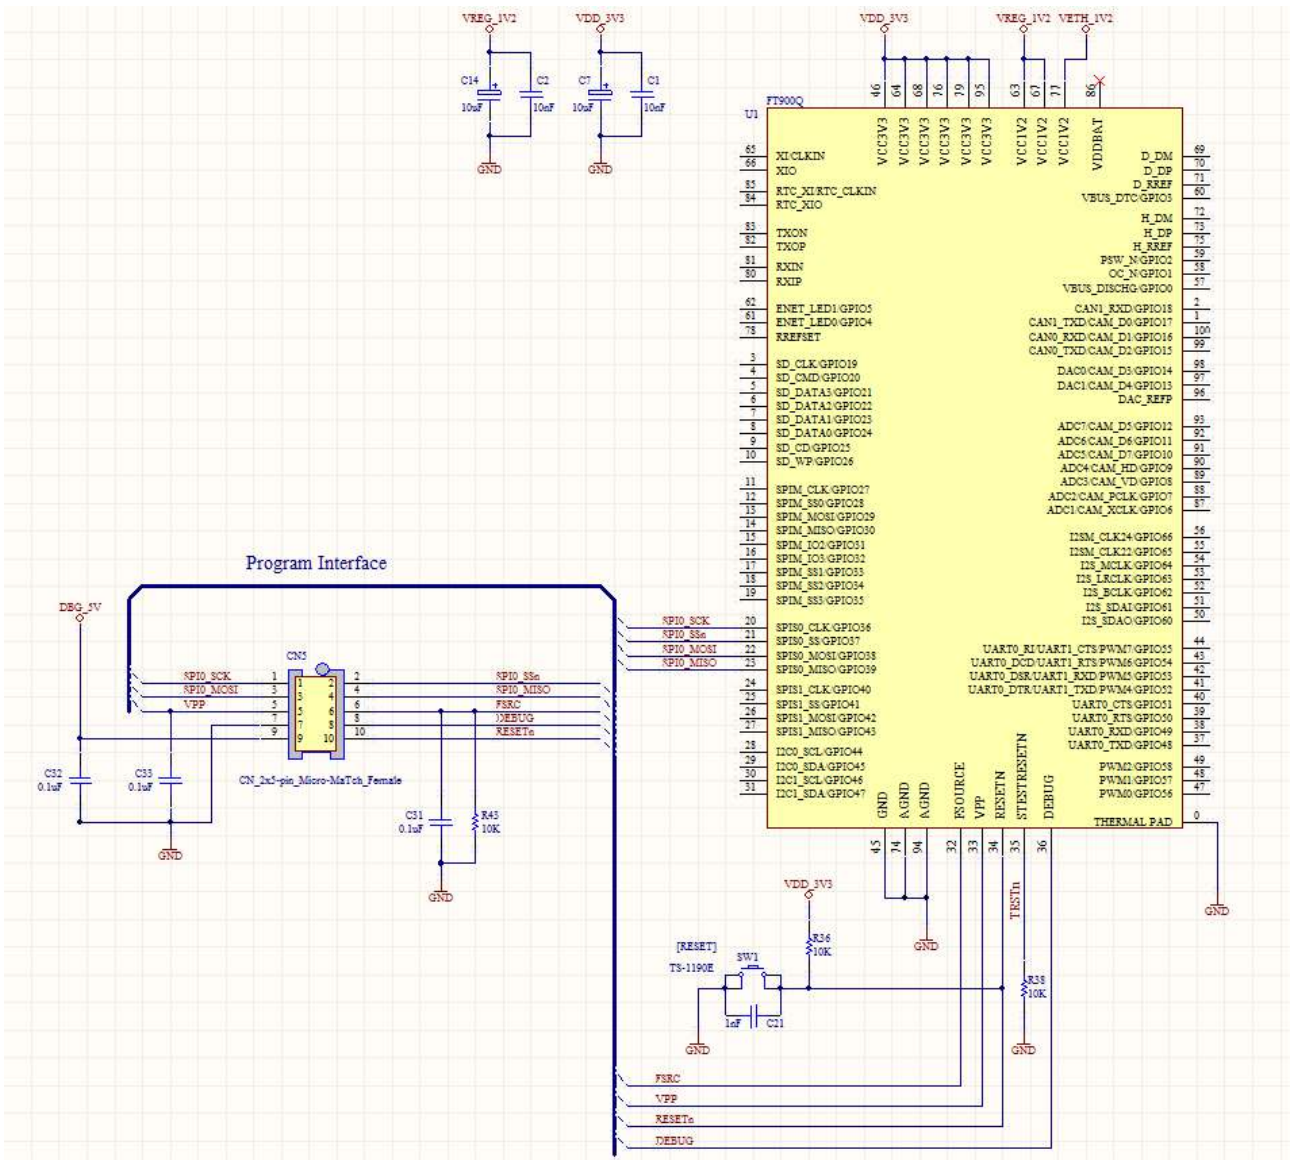 VREG_1V2
VDD_3V3
VDD_3V3
VREG_1V2
VETH_1V2
C14
10uF
C2
10nF
C7
10uF
C1
10nF
GND
GND
46
64
68
76
79
95
63
67
77
86
U1
FT900Q
VCC3V3
VCC3V3
VCC3V3
VCC3V3
VCC3V3
VCC3V3
VCC1V2
VCC1V2
VCC1V2
VDDBAT
65 XI/CLKIN
66 XIO
85 RTC_XI/RTC_CLKIN
84 RTC_XIO
83 TXON
82 TXOP
81 RXIN
80 RXIP
62 ENET_LED1/GPIO5
61 ENET_LED0/GPIO4
78 RREFSET
3 SD_CLK/GPIO19
4 SD_CMD/GPIO20
5 SD_DATA3/GPIO21
6 SD_DATA2/GPIO22
7 SD_DATA1/GPIO23
8 SD_DATA0/GPIO24
9 SD_CD/GPIO25
10 SD_WP/GPIO26
11 SPIM_CLK/GPIO27
12 SPIM_SS0/GPIO28
13 SPIM_MOSI/GPIO29
14 SPIM_MISO/GPIO30
15 SPIM_IO2/GPIO31
16 SPIM_IO3/GPIO32
17 SPIM_SS1/GPIO33
18 SPIM_SS2/GPIO34
19 SPIM_SS3/GPIO35
SPI0_SCK 20 SPIS0_CLK/GPIO36
SPI0_SSn 21 SPIS0_SS/GPIO37
SPI0_MOSI 22 SPIS0_MOSI/GPIO38
SPI0_MISO 23 SPIS0_MISO/GPIO39
24 SPIS1_CLK/GPIO40
25 SPIS1_SS/GPIO41
26 SPIS1_MOSI/GPIO42
27 SPIS1_MISO/GPIO43
28 I2C0_SCL/GPIO44
29 I2C0_SDA/GPIO45
30 I2C1_SCL/GPIO46
31 I2C1_SDA/GPIO47
D_DM 69
D_DP 70
D_RREF 71
VBUS_DTC/GPIO3 60
H_DM 72
H_DP 73
H_RREF 75
PSW_N/GPIO2 59
OC_N/GPIO1 58
VBUS_DISCHG/GPIO0 57
CAN1_RXD/GPIO18 2
CAN1_TXD/CAM_D0/GPIO17 1
CAN0_RXD/CAM_D1/GPIO16 100
CAN0_TXD/CAM_D2/GPIO15 99
DAC0/CAM_D3/GPIO14 98
DAC1/CAM_D4/GPIO13 97
DAC_REFP 96
ADC7/CAM_D5/GPIO12 93
ADC6/CAM_D6/GPIO11 92
ADC5/CAM_D7/GPIO10 91
ADC4/CAM_HD/GPIO9 90
ADC3/CAM_VD/GPIO8 89
ADC2/CAM_PCLK/GPIO7 88
ADC1/CAM_XCLK/GPIO6 87
I2SM_CLK24/GPIO66 56
I2SM_CLK22/GPIO65 55
I2S_MCLK/GPIO64 54
I2S_LRCLK/GPIO63 53
I2S_BCLK/GPIO62 52
I2S_SDAI/GPIO61 51
I2S_SDAO/GPIO60 50
UART0_RI/UART1_CTS/PWM7/GPIO55 44
UART0_DCD/UART1_RTS/PWM6/GPIO54 43
UART0_DSR/UART1_RXD/PWM5/GPIO53 42
UART0_DTR/UART1_TXD/PWM4/GPIO52 41
UART0_CTS/GPIO51 40
UART0_RTS/GPIO50 39
UART0_RXD/GPIO49 38
UART0_TXD/GPIO48 37
PWM2/GPIO58 49
PWM1/GPIO57 48
PWM0/GPIO56 47
THERMAL PAD 0
GND
AGND
AGND
FSOURCE
VPP
RESETN
STESTRESETN
DEBUG
45
74
94
32
33
34
35
36
TESTn
GND
GND
Program Interface
DBG_5V
CN5
SPI0_SCK 1 1 2 2 SPI0_SSn
SPI0_MOSI 3 3 4 4 SPI0_MISO
VPP 5 5 6 6 FSRC
7 7 8 8 DEBUG
9 9 10 10 RESETn
CN_2x5-pin_Micro-MaTch_Female
C32
0.1uF
C33
0.1uF
GND
C31
0.1uF
R43
10K
GND
VDD_3V3
R36
10K
[RESET]
TS-1190E
SW1
1nF
C21
GND
R38
10K
GND
FSRC
VPP
RESETn
DEBUG